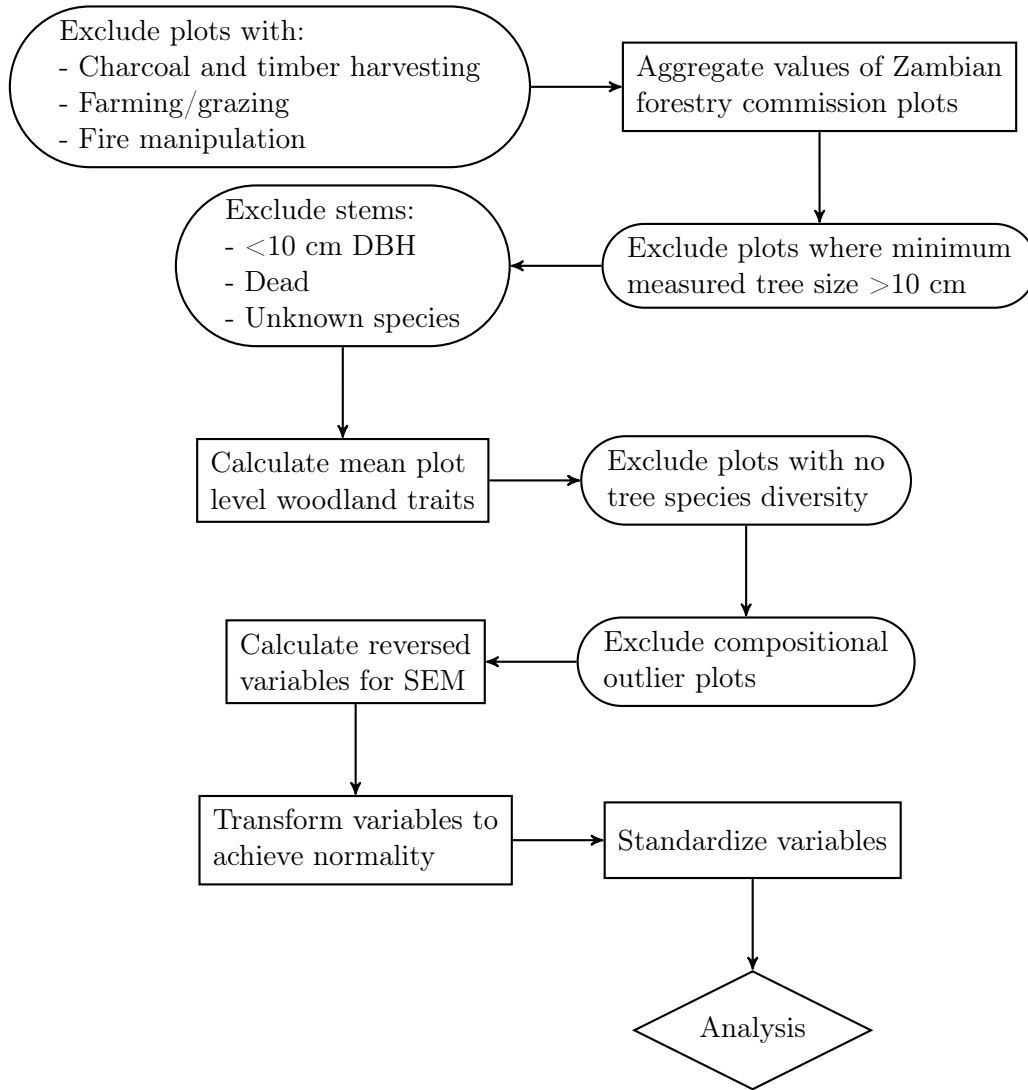 Exclude plots with:
- Charcoal and timber harvesting
- Farming/grazing
- Fire manipulation
Aggregate values of Zambian
forestry commission plots
Exclude plots where minimum
measured tree size >10 cm
Exclude stems:
- <10 cm DBH
- Dead
- Unknown species
Calculate mean plot
level woodland traits
Exclude plots with no
tree species diversity
Exclude compositional
outlier plots
Calculate reversed
variables for SEM
Transform variables to
achieve normality
Standardize variables
Analysis